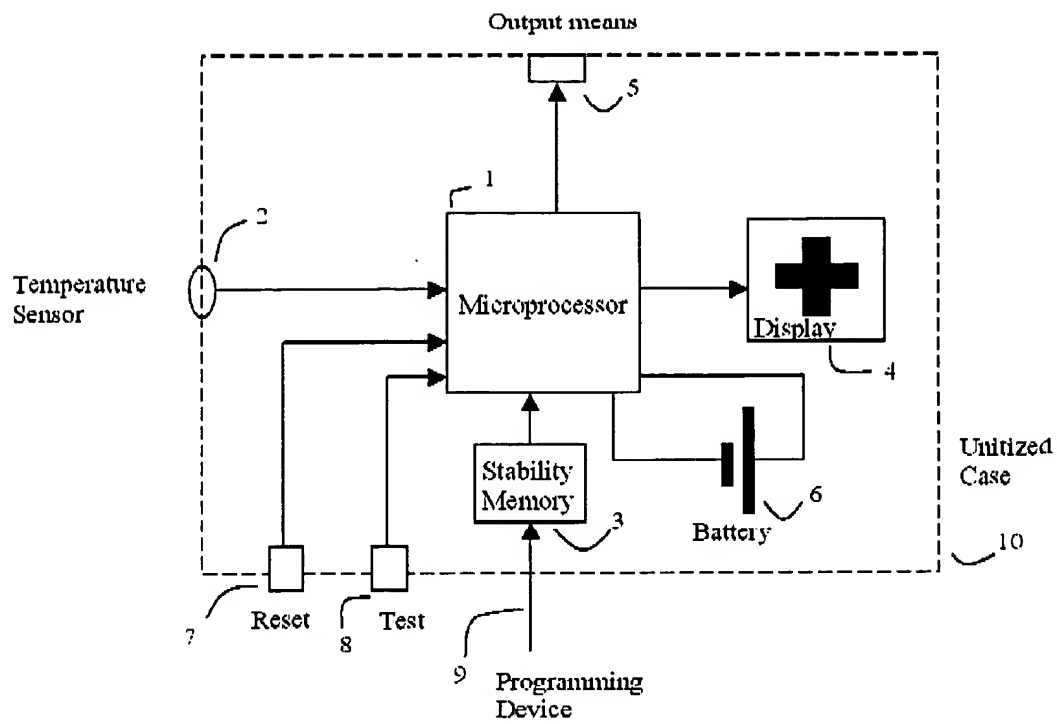 Output means
5
1
2
Temperature
Sensor
Microprocessor
Display
4
Stability
Memory
3
Battery
6
Unitized
Case
10
7
Reset
8
Test
9
Programming
Device